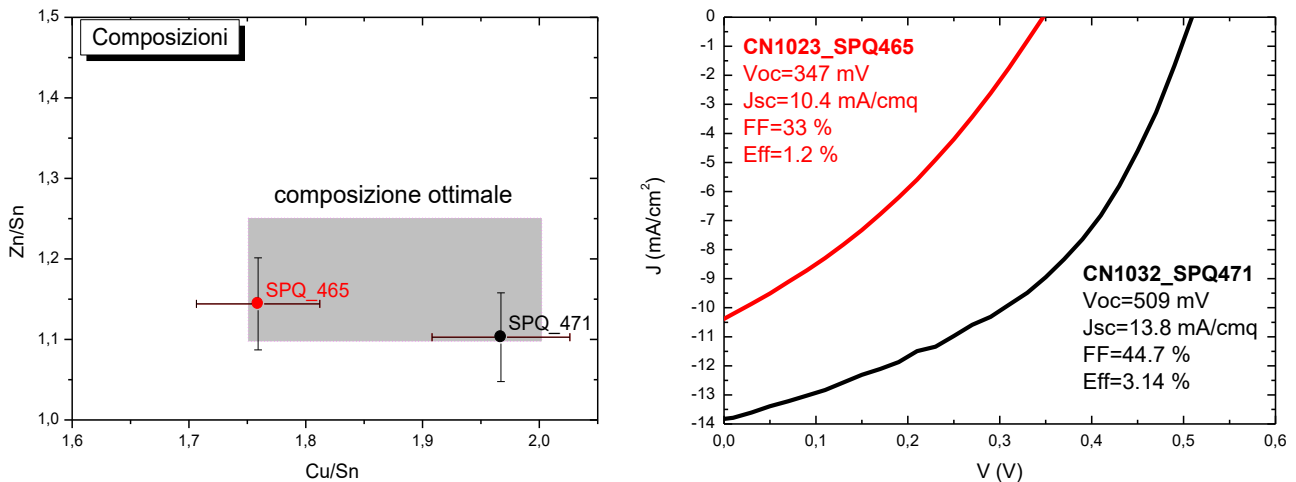 Composizioni
1,5
1,4
1,3
1,2
1,1
1,0
Zn/Sn
composizione ottimale
SPQ_465
SPQ_471
1,6
1,7
1,8
1,9
2,0
Cu/Sn
0
-1
-2
-3
-4
-5
-6
-7
-8
-9
-10
-11
-12
-13
-14
J (mA/cm²)
CN1023_SPQ465
Voc=347 mV
Jsc=10.4 mA/cmq
FF=33 %
Eff=1.2 %
CN1032_SPQ471
Voc=509 mV
Jsc=13.8 mA/cmq
FF=44.7 %
Eff=3.14 %
0,0
0,1
0,2
0,3
0,4
0,5
0,6
V (V)